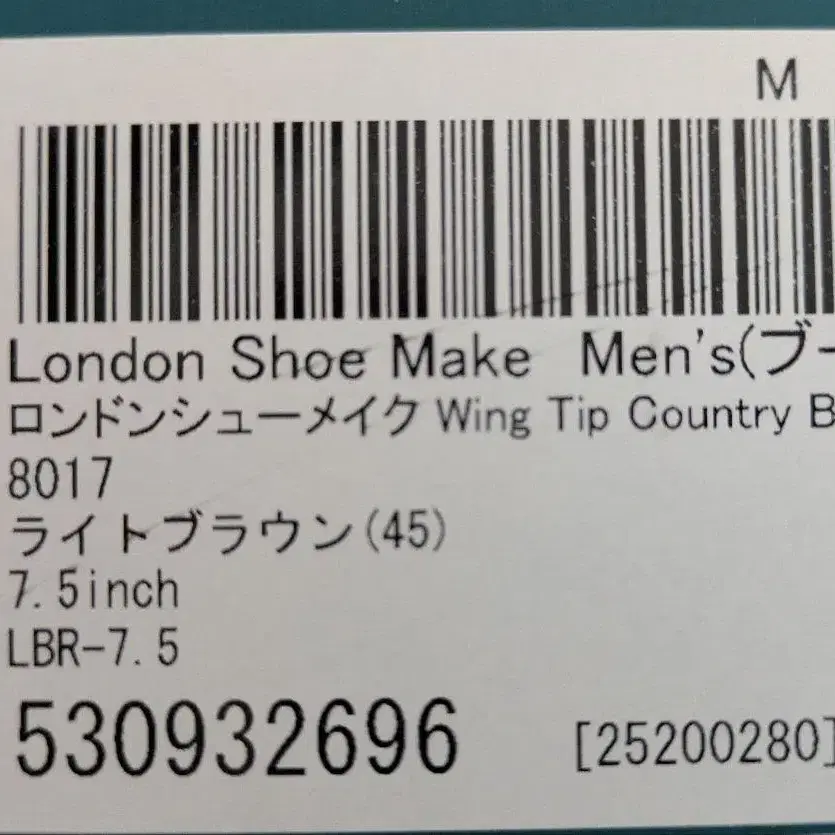 M
London Shoe Make Men's(ブー
ロンドンシューメイク Wing Tip Country B
8017
ライトブラウン(45)
7.5inch
LBR-7.5
530932696 [25200280]